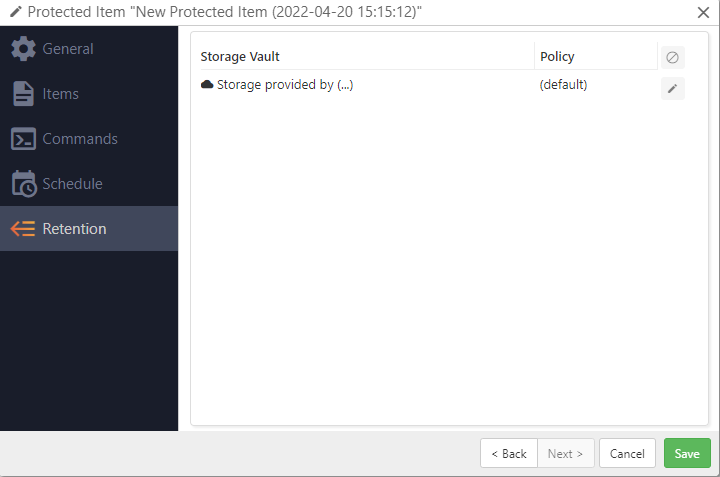 Protected Item "New Protected Item (2022-04-20 15:15:12)"
General
Items
Commands
Schedule
Retention
Storage Vault Policy
Storage provided by (...) (default)
< Back Next > Cancel Save